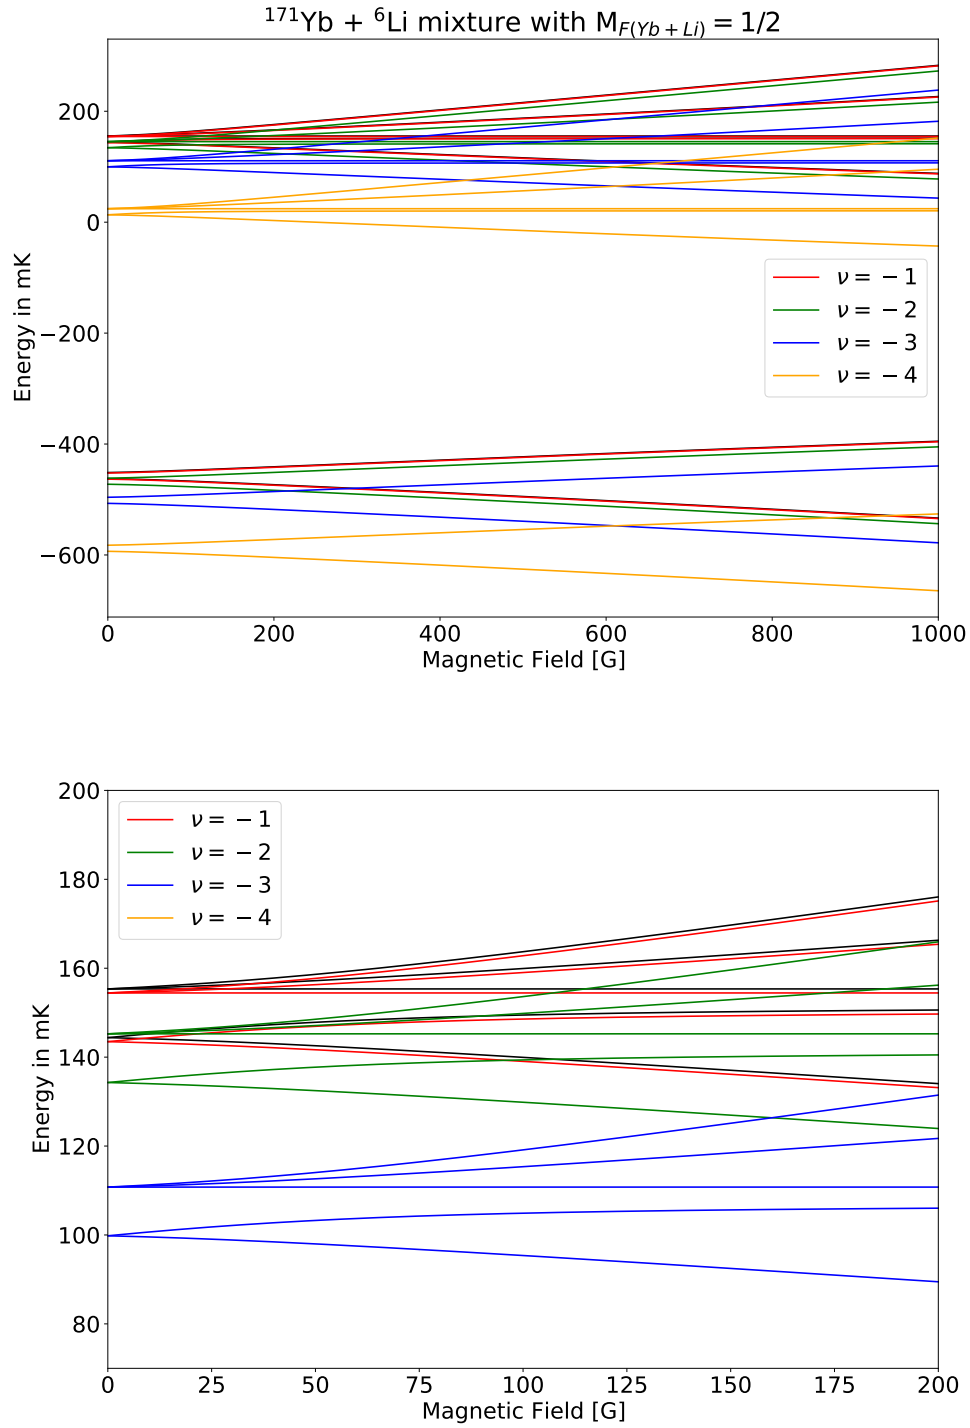 ¹⁷¹Yb + ⁶Li mixture with M_F(Yb+Li) = 1/2
Energy in mK
200
0
−200
−400
−600
ν = −1
ν = −2
ν = −3
ν = −4
0 200 400 600 800 1000
Magnetic Field [G]
Energy in mK
200
180
160
140
120
100
80
ν = −1
ν = −2
ν = −3
ν = −4
0 25 50 75 100 125 150 175 200
Magnetic Field [G]